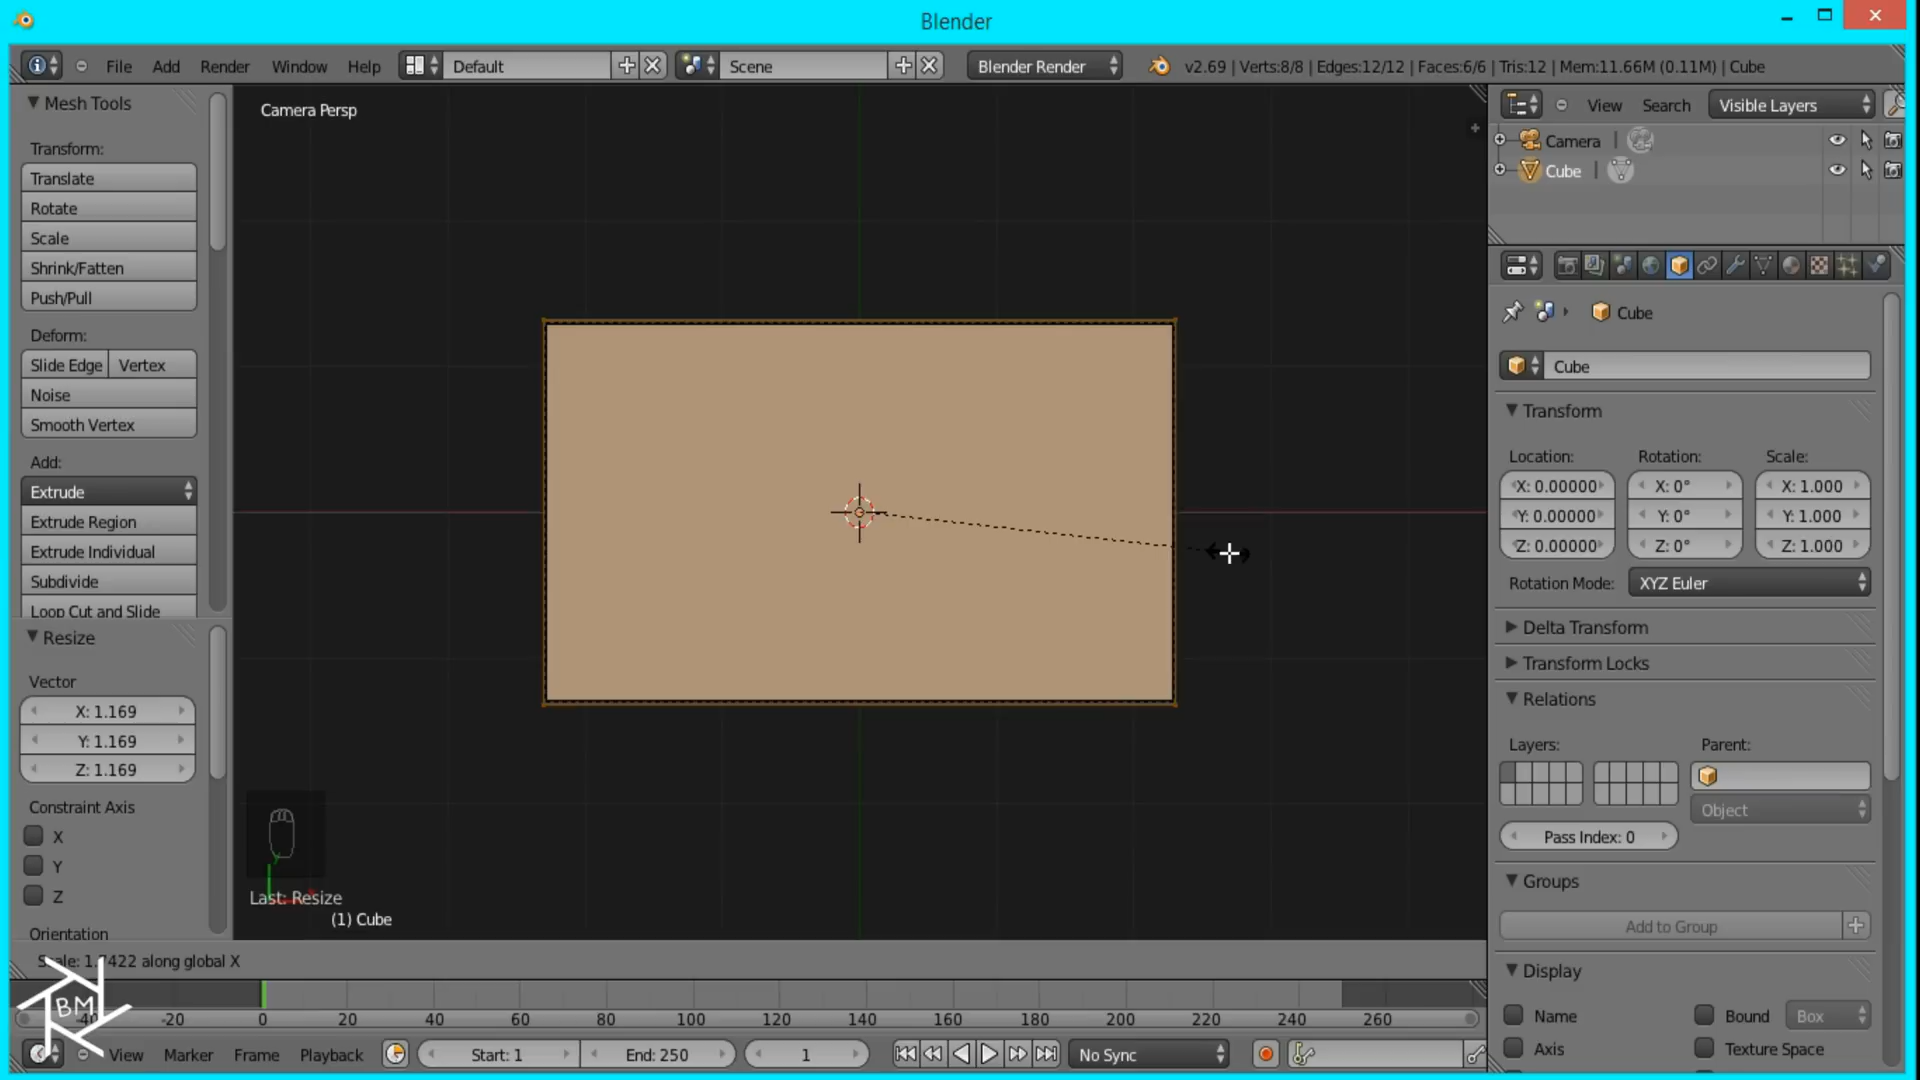 Blender
File Add Render Window Help Default Scene Blender Render v2.69 | Verts:8/8 | Edges:12/12 | Faces:6/6 | Tris:12 | Mem:11.66M (0.11M) | Cube
Mesh Tools
Transform:
Translate
Rotate
Scale
Shrink/Fatten
Push/Pull
Deform:
Slide Edge Vertex
Noise
Smooth Vertex
Add:
Extrude
Extrude Region
Extrude Individual
Subdivide
Loop Cut and Slide
Resize
Vector
X: 1.169
Y: 1.169
Z: 1.169
Constraint Axis
X
Y
Z
Orientation
Camera Persp
Last: Resize
(1) Cube
along global X
BM
View Search Visible Layers
Camera
Cube
Cube
Cube
Transform
Location: Rotation: Scale:
X: 0.00000 X: 0° X: 1.000
Y: 0.00000 Y: 0° Y: 1.000
Z: 0.00000 Z: 0° Z: 1.000
Rotation Mode: XYZ Euler
Delta Transform
Transform Locks
Relations
Layers: Parent:
Object
Pass Index: 0
Groups
Add to Group
Display
Name Bound Box
Axis Texture Space
-20 0 20 40 60 80 100 120 140 160 180 200 220 240 260
View Marker Frame Playback Start: 1 End: 250 1 No Sync